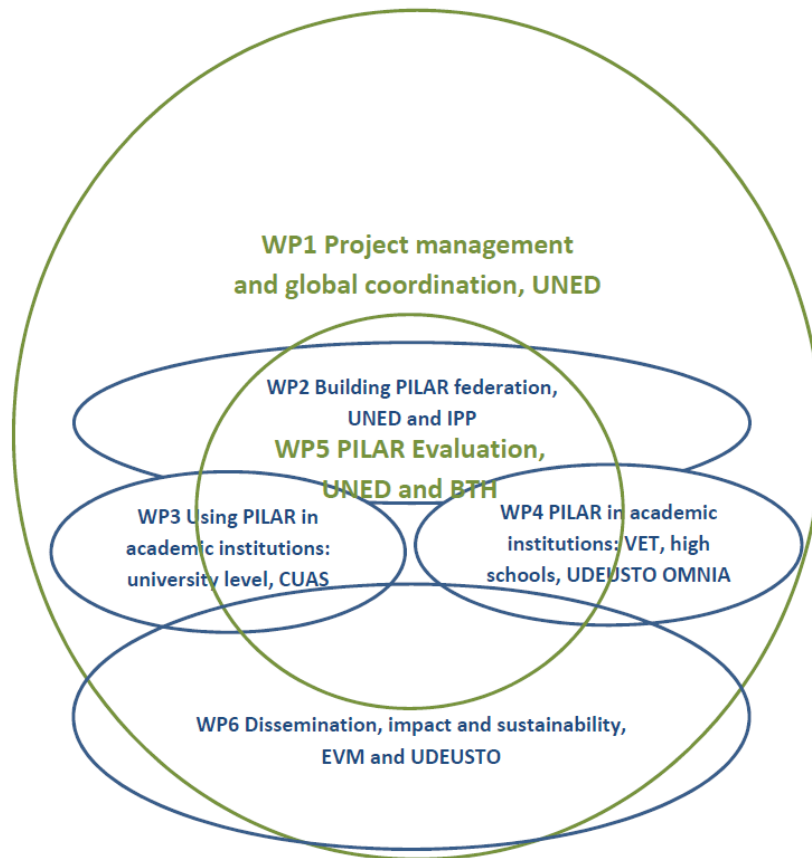 WP1 Project management
and global coordination, UNED
WP2 Building PILAR federation,
UNED and IPP
WP5 PILAR Evaluation,
UNED and BTH
WP3 Using PILAR in
academic institutions:
university level, CUAS
WP4 PILAR in academic
institutions: VET, high
schools, UDEUSTO OMNIA
WP6 Dissemination, impact and sustainability,
EVM and UDEUSTO